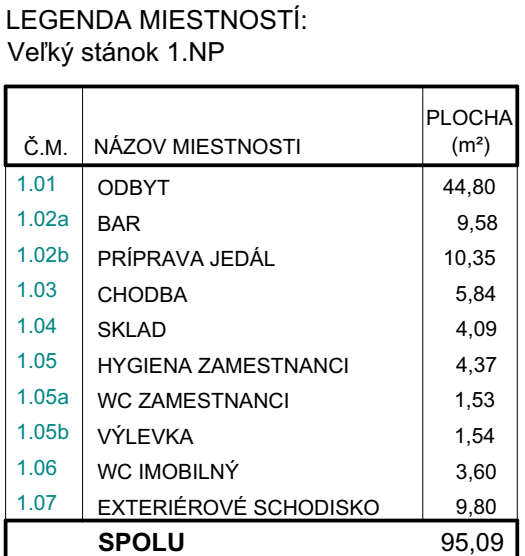 LEGENDA MIESTNOSTÍ:
Veľký stánok 1.NP
Č.M. NÁZOV MIESTNOSTI PLOCHA (m²)
1.01 ODBYT 44,80
1.02a BAR 9,58
1.02b PRÍPRAVA JEDÁL 10,35
1.03 CHODBA 5,84
1.04 SKLAD 4,09
1.05 HYGIENA ZAMESTNANCI 4,37
1.05a WC ZAMESTNANCI 1,53
1.05b VÝLEVKA 1,54
1.06 WC IMOBILNÝ 3,60
1.07 EXTERIÉROVÉ SCHODISKO 9,80
SPOLU 95,09